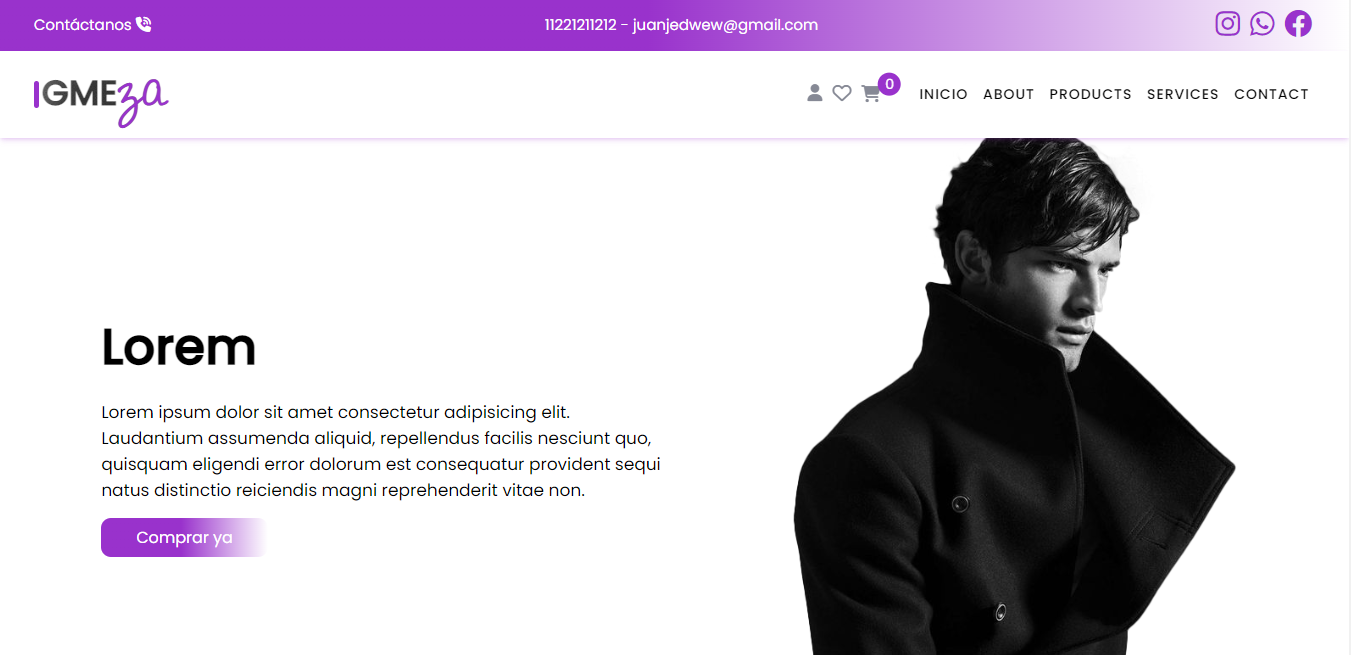 Contáctanos
11221211212 - juanjedwew@gmail.com
IGMEza
0
INICIO ABOUT PRODUCTS SERVICES CONTACT
Lorem
Lorem ipsum dolor sit amet consectetur adipisicing elit.
Laudantium assumenda aliquid, repellendus facilis nesciunt quo,
quisquam eligendi error dolorum est consequatur provident sequi
natus distinctio reiciendis magni reprehenderit vitae non.
Comprar ya